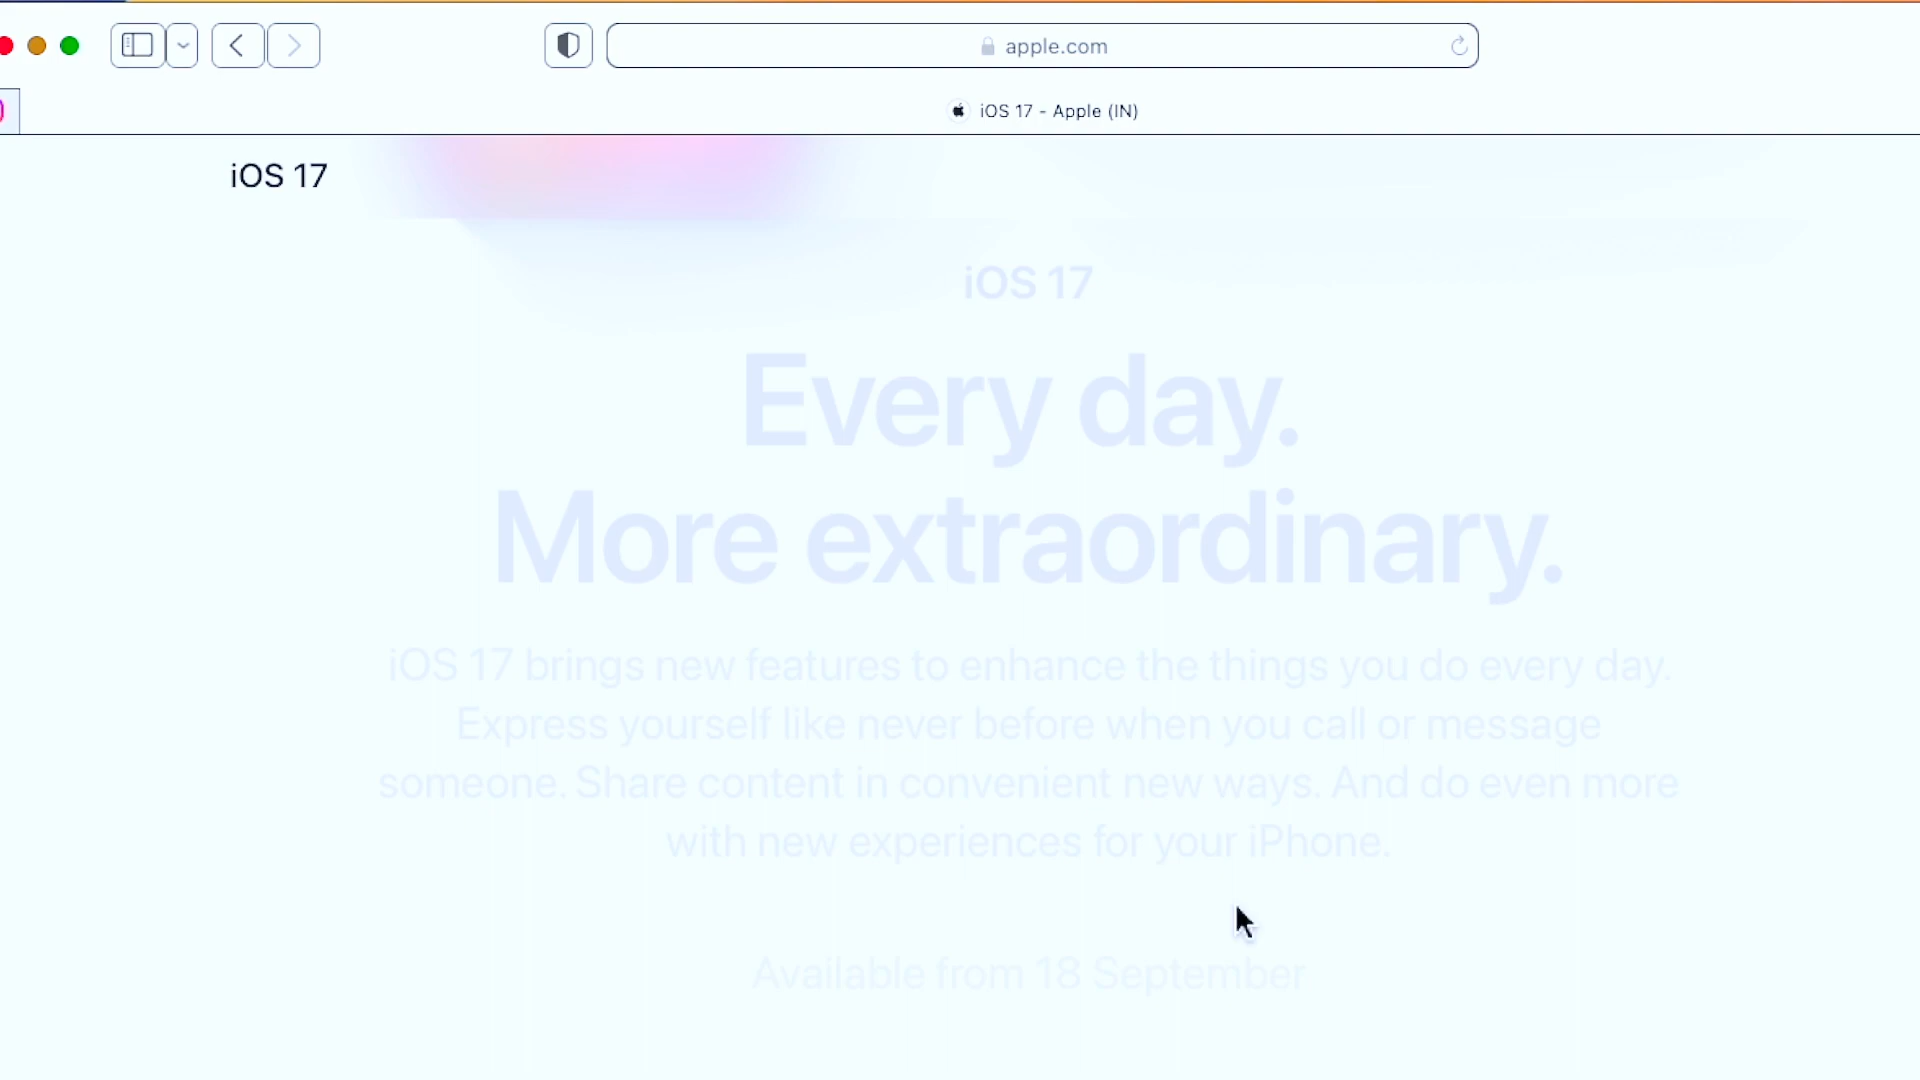 apple.com
iOS 17 - Apple (IN)
iOS 17
iOS 17
Every day.
More extraordinary.
iOS 17 brings new features to enhance the things you do every day.
Express yourself like never before when you call or message
someone. Share content in convenient new ways. And do even more
with new experiences for your iPhone.
Available from 18 September